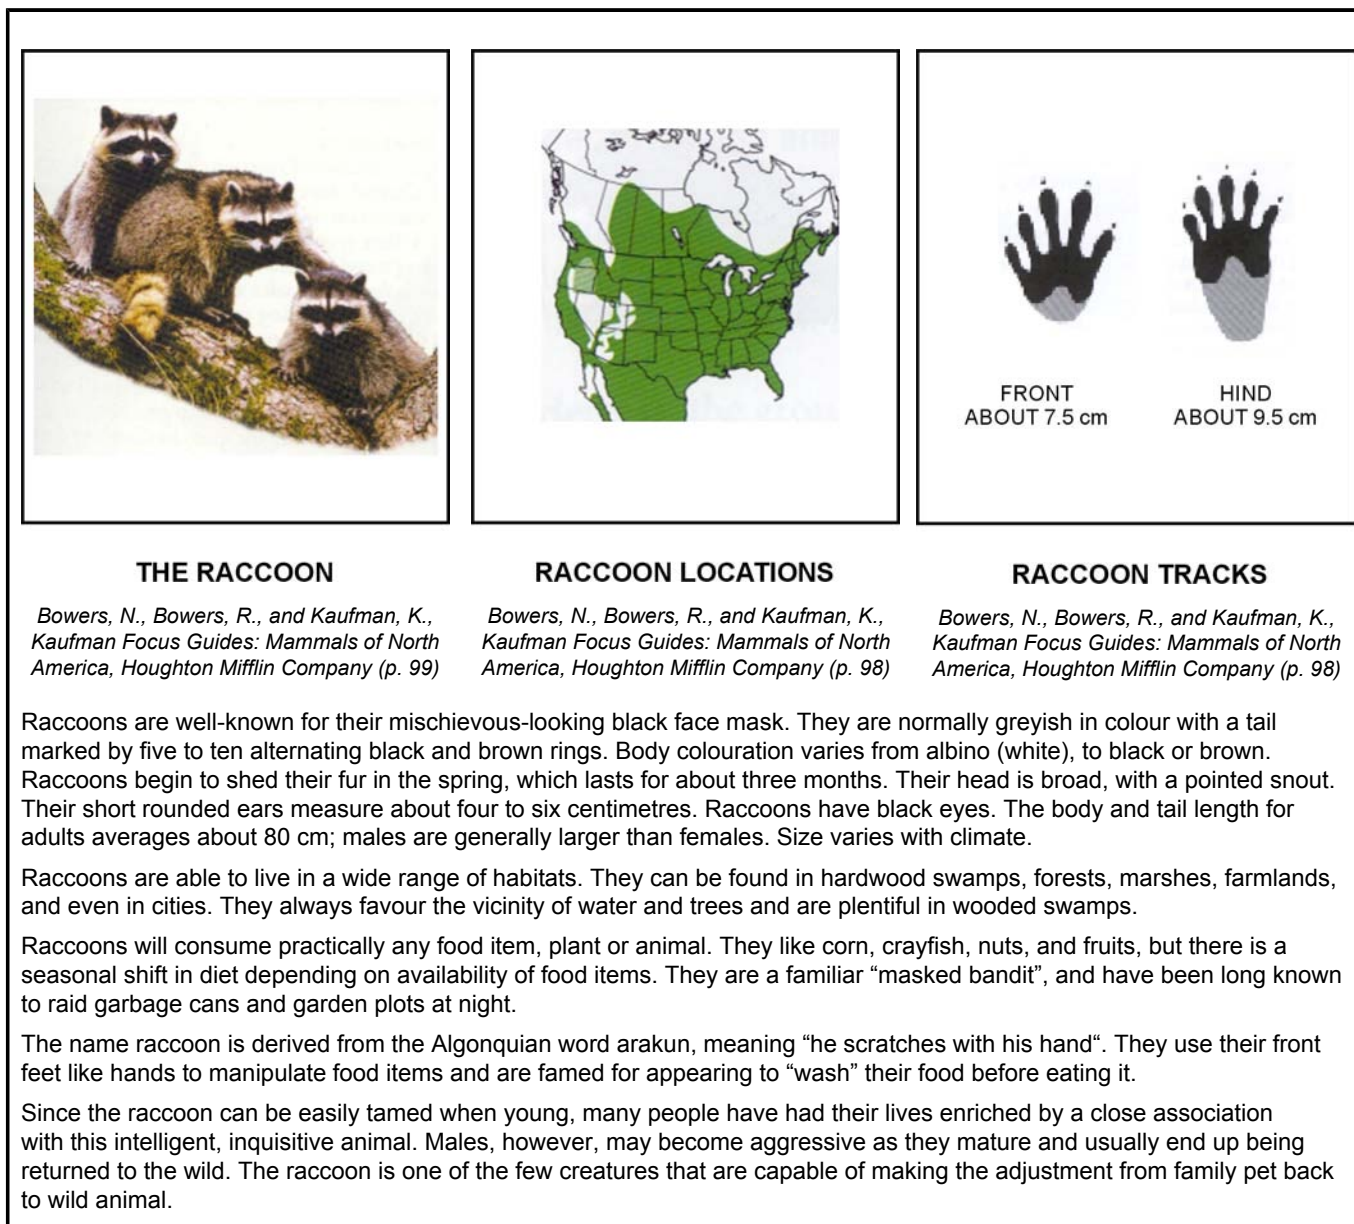 FRONT
ABOUT 7.5 cm
HIND
ABOUT 9.5 cm
THE RACCOON
Bowers, N., Bowers, R., and Kaufman, K.,
Kaufman Focus Guides: Mammals of North
America, Houghton Mifflin Company (p. 99)
RACCOON LOCATIONS
Bowers, N., Bowers, R., and Kaufman, K.,
Kaufman Focus Guides: Mammals of North
America, Houghton Mifflin Company (p. 98)
RACCOON TRACKS
Bowers, N., Bowers, R., and Kaufman, K.,
Kaufman Focus Guides: Mammals of North
America, Houghton Mifflin Company (p. 98)
Raccoons are well-known for their mischievous-looking black face mask. They are normally greyish in colour with a tail
marked by five to ten alternating black and brown rings. Body colouration varies from albino (white), to black or brown.
Raccoons begin to shed their fur in the spring, which lasts for about three months. Their head is broad, with a pointed snout.
Their short rounded ears measure about four to six centimetres. Raccoons have black eyes. The body and tail length for
adults averages about 80 cm; males are generally larger than females. Size varies with climate.
Raccoons are able to live in a wide range of habitats. They can be found in hardwood swamps, forests, marshes, farmlands,
and even in cities. They always favour the vicinity of water and trees and are plentiful in wooded swamps.
Raccoons will consume practically any food item, plant or animal. They like corn, crayfish, nuts, and fruits, but there is a
seasonal shift in diet depending on availability of food items. They are a familiar “masked bandit”, and have been long known
to raid garbage cans and garden plots at night.
The name raccoon is derived from the Algonquian word arakun, meaning “he scratches with his hand“. They use their front
feet like hands to manipulate food items and are famed for appearing to “wash” their food before eating it.
Since the raccoon can be easily tamed when young, many people have had their lives enriched by a close association
with this intelligent, inquisitive animal. Males, however, may become aggressive as they mature and usually end up being
returned to the wild. The raccoon is one of the few creatures that are capable of making the adjustment from family pet back
to wild animal.